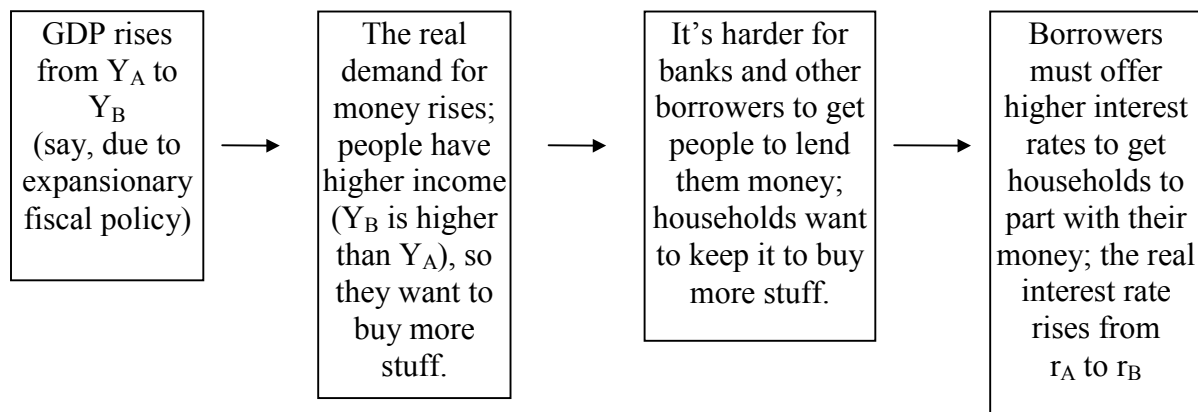 GDP rises
from YA to
YB
(say, due to
expansionary
fiscal policy)
The real
demand for
money rises;
people have
higher income
(YB is higher
than YA), so
they want to
buy more
stuff.
It’s harder for
banks and other
borrowers to get
people to lend
them money;
households want
to keep it to buy
more stuff.
Borrowers
must offer
higher interest
rates to get
households to
part with their
money; the real
interest rate
rises from
rA to rB